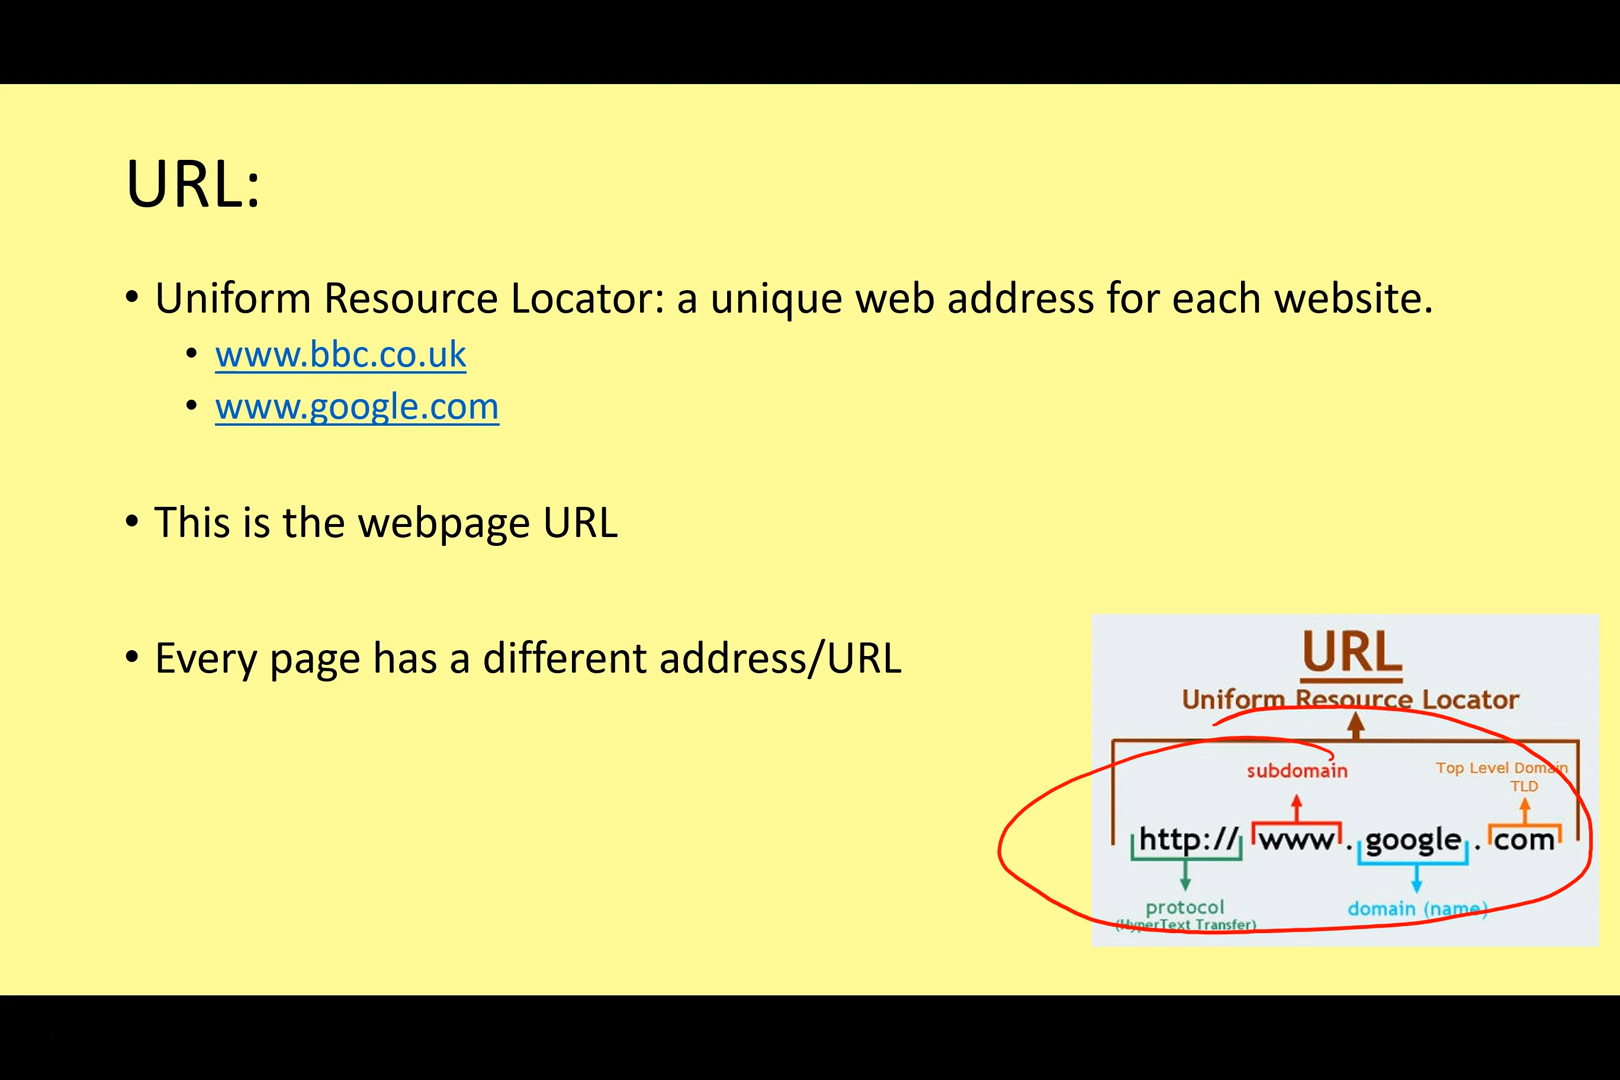 URL:
• Uniform Resource Locator: a unique web address for each website.
• www.bbc.co.uk
• www.google.com
• This is the webpage URL
• Every page has a different address/URL
URL
Uniform Resource Locator
subdomain
Top Level Domain
TLD
http://www.google.com
protocol
(HyperText Transfer)
domain (name)